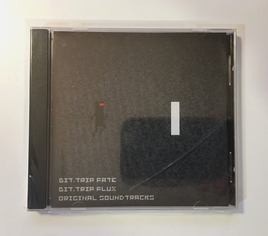 BIT.TRIP FATE
BIT.TRIP FLUX
ORIGINAL SOUNDTRACKS